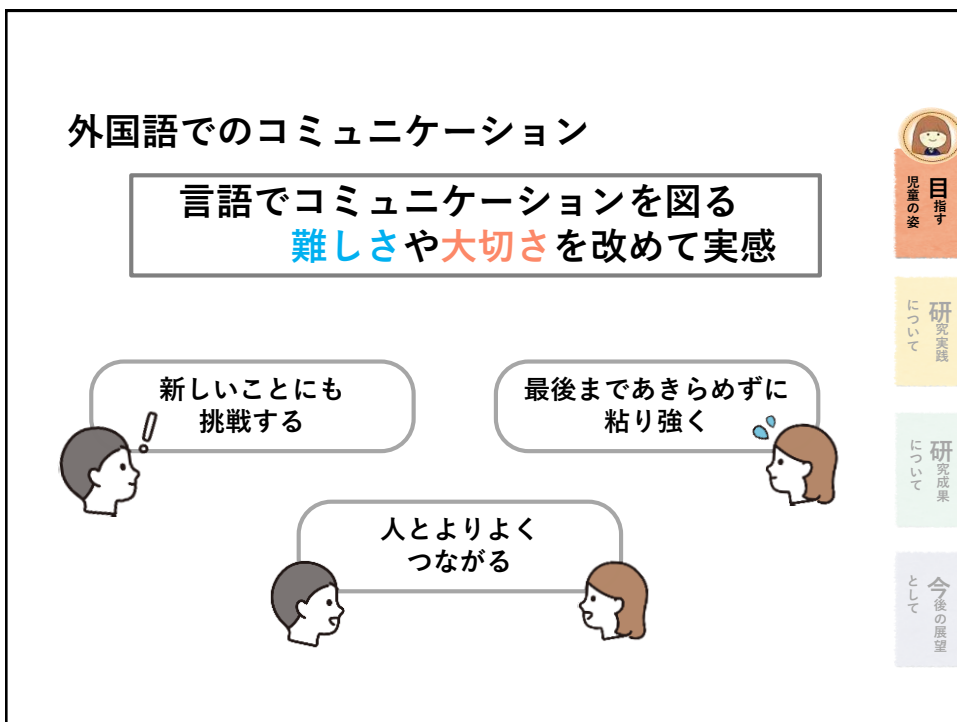 外国語でのコミュニケーション
言語でコミュニケーションを図る
難しさや大切さを改めて実感
新しいことにも
挑戦する
最後まであきらめずに
粘り強く
人とよりよく
つながる
目指す
児童の姿
研究実践
について
研究成果
について
今後の展望
として